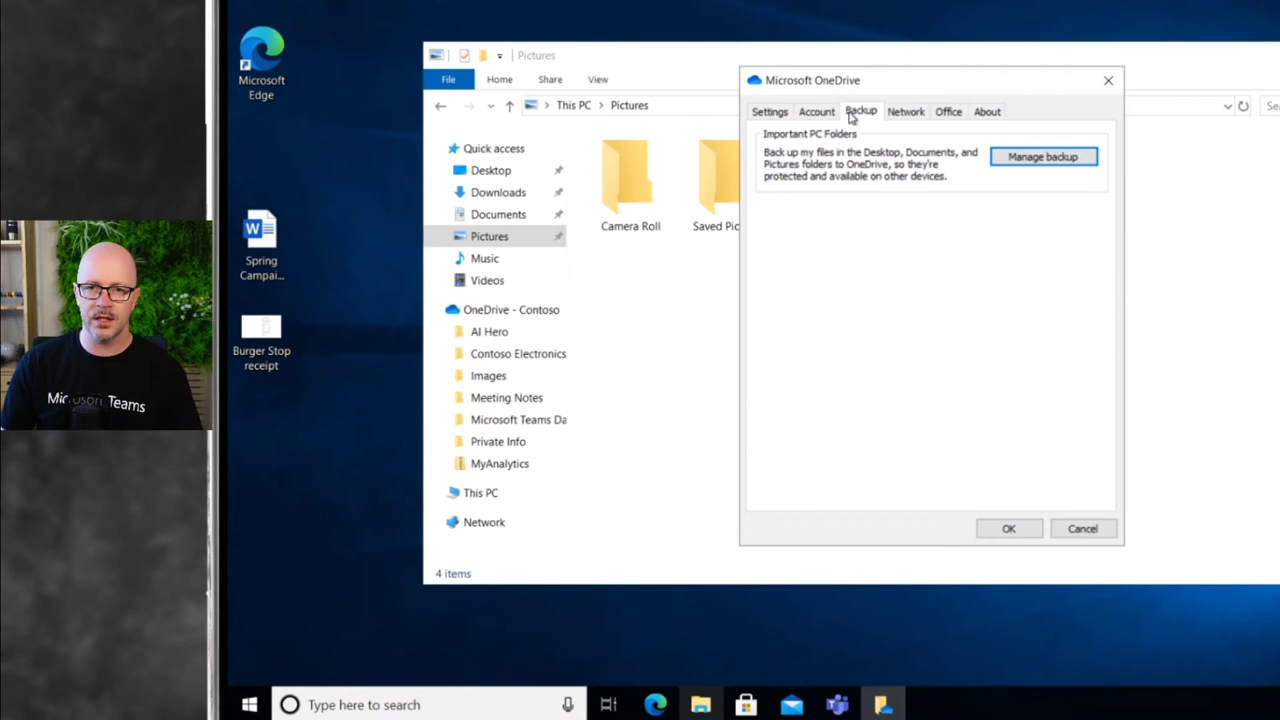 Microsoft
Edge
Spring
Campai...
Burger Stop
receipt
Microsoft Teams
Pictures
File
Home
Share
View
This PC
Pictures
Sea
Quick access
Desktop
Downloads
Documents
Pictures
Music
Videos
OneDrive - Contoso
AI Hero
Contoso Electronics
Images
Meeting Notes
Microsoft Teams Da
Private Info
MyAnalytics
This PC
Network
4 items
Camera Roll
Saved Pic
Microsoft OneDrive
Settings
Account
Backup
Network
Office
About
Important PC Folders
Back up my files in the Desktop, Documents, and
Pictures folders to OneDrive, so they're
protected and available on other devices.
Manage backup
OK
Cancel
Type here to search